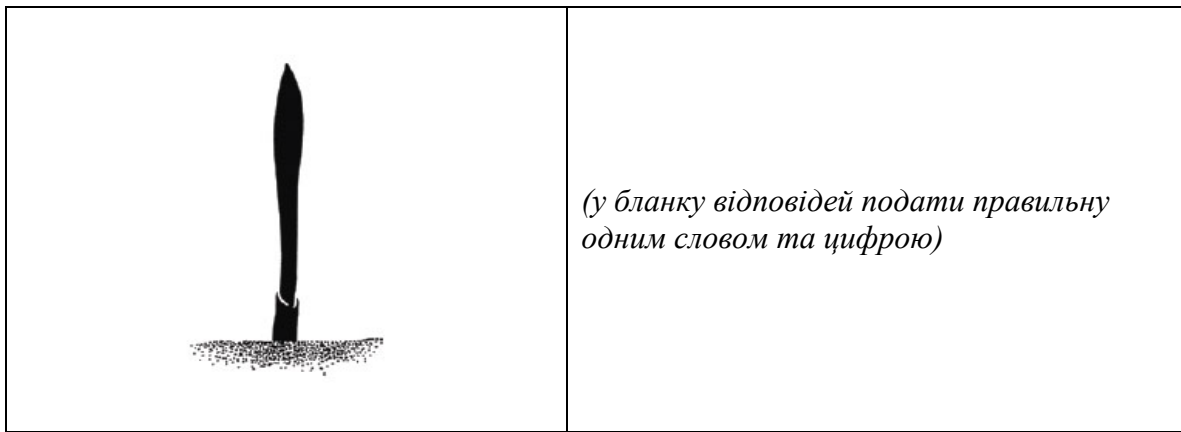 (у бланку відповідей подати правильну
одним словом та цифрою)